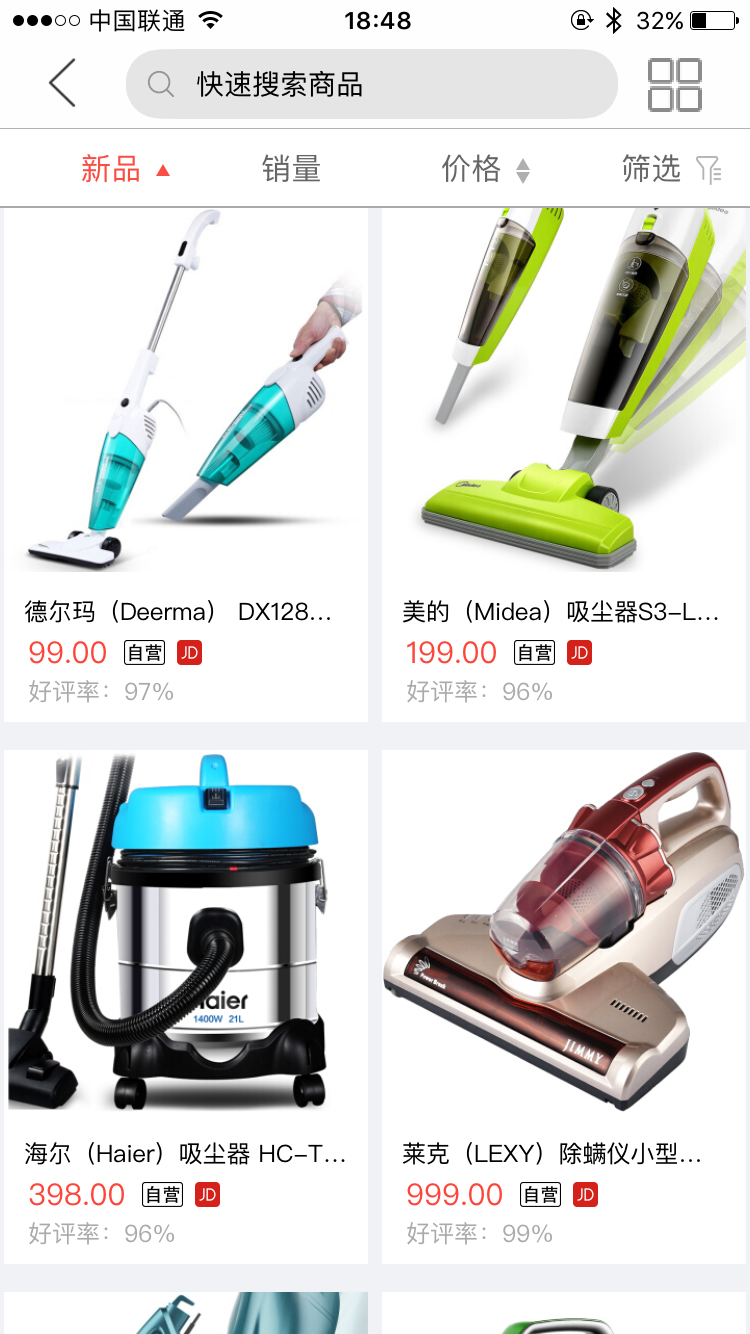 中国联通 18:48 32%
快速搜索商品
新品 销量 价格 筛选
Midea
德尔玛（Deerma） DX128...
99.00 自营 JD
好评率：97%
美的（Midea）吸尘器S3-L...
199.00 自营 JD
好评率：96%
Haier
1400W 21L
Power Brush
JIMMY
海尔（Haier）吸尘器 HC-T...
398.00 自营 JD
好评率：96%
莱克（LEXY）除螨仪小型...
999.00 自营 JD
好评率：99%